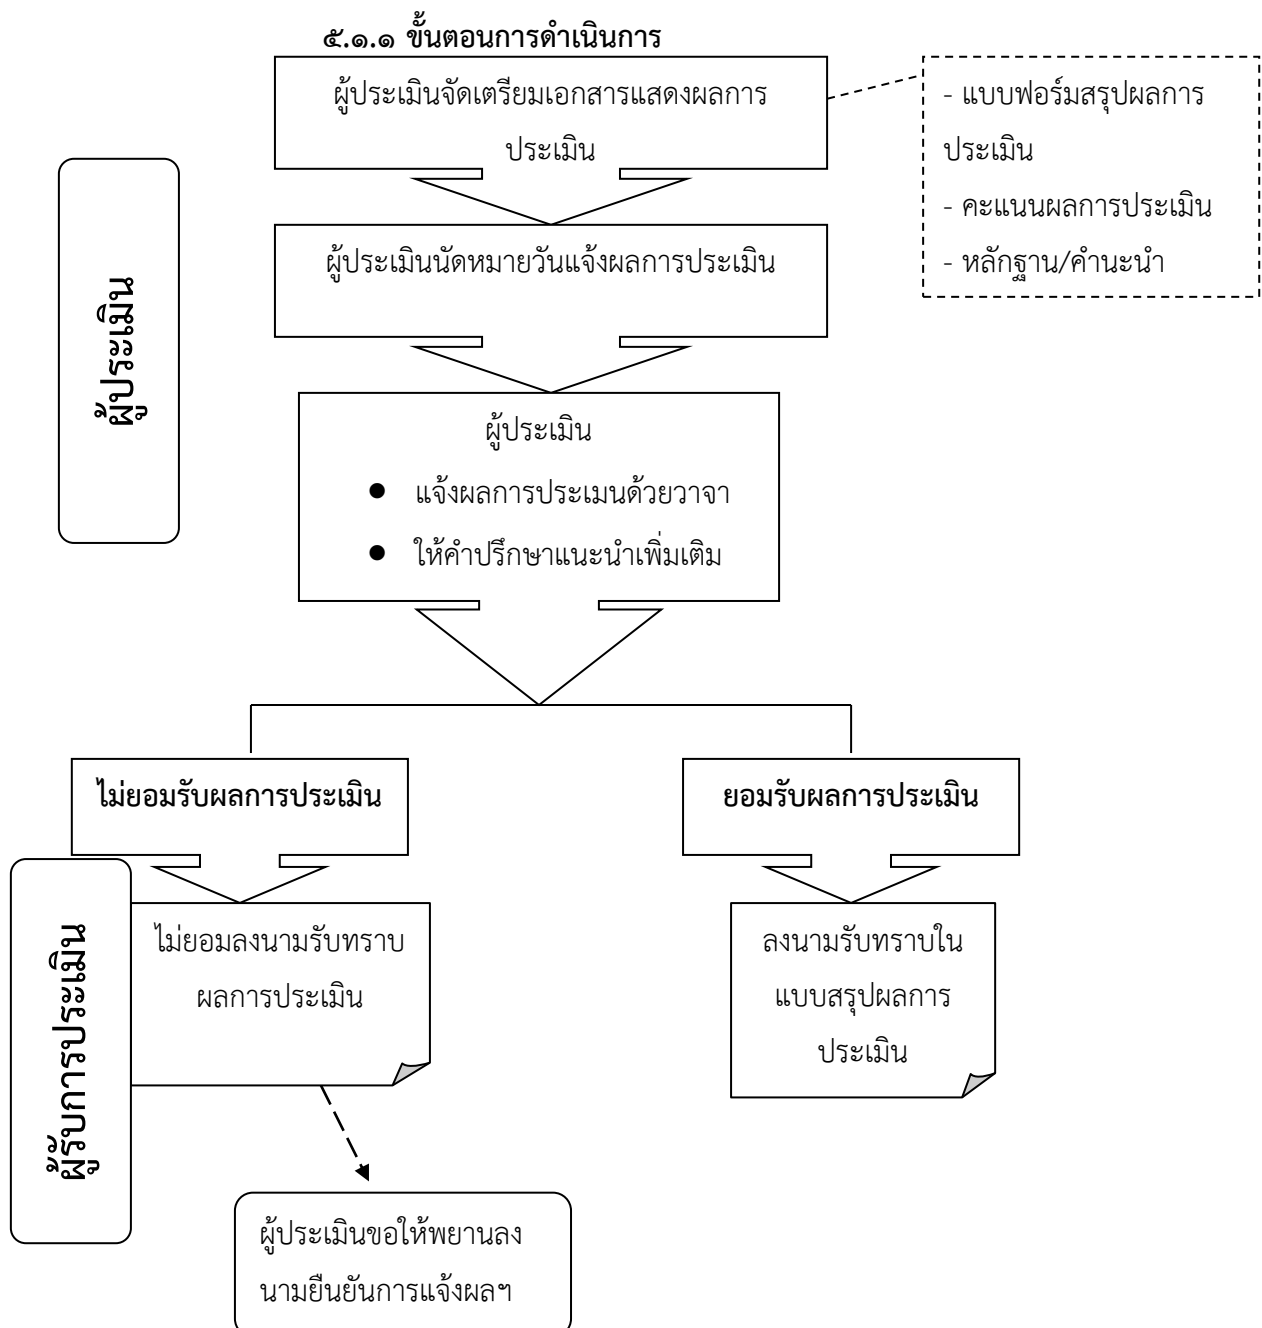 ๕.๑.๑ ขั้นตอนการดำเนินการ
ผู้ประเมินจัดเตรียมเอกสารแสดงผลการ
ประเมิน
- แบบฟอร์มสรุปผลการ
ประเมิน
- คะแนนผลการประเมิน
- หลักฐาน/คำนะนำ
ผู้ประเมินนัดหมายวันแจ้งผลการประเมิน
ผู้ประเมิน
ผู้ประเมิน
● แจ้งผลการประเมนด้วยวาจา
● ให้คำปรึกษาแนะนำเพิ่มเติม
ไม่ยอมรับผลการประเมิน
ยอมรับผลการประเมิน
ผู้รับการประเมิน
ไม่ยอมลงนามรับทราบ
ผลการประเมิน
ลงนามรับทราบใน
แบบสรุปผลการ
ประเมิน
ผู้ประเมินขอให้พยานลง
นามยืนยันการแจ้งผลฯ